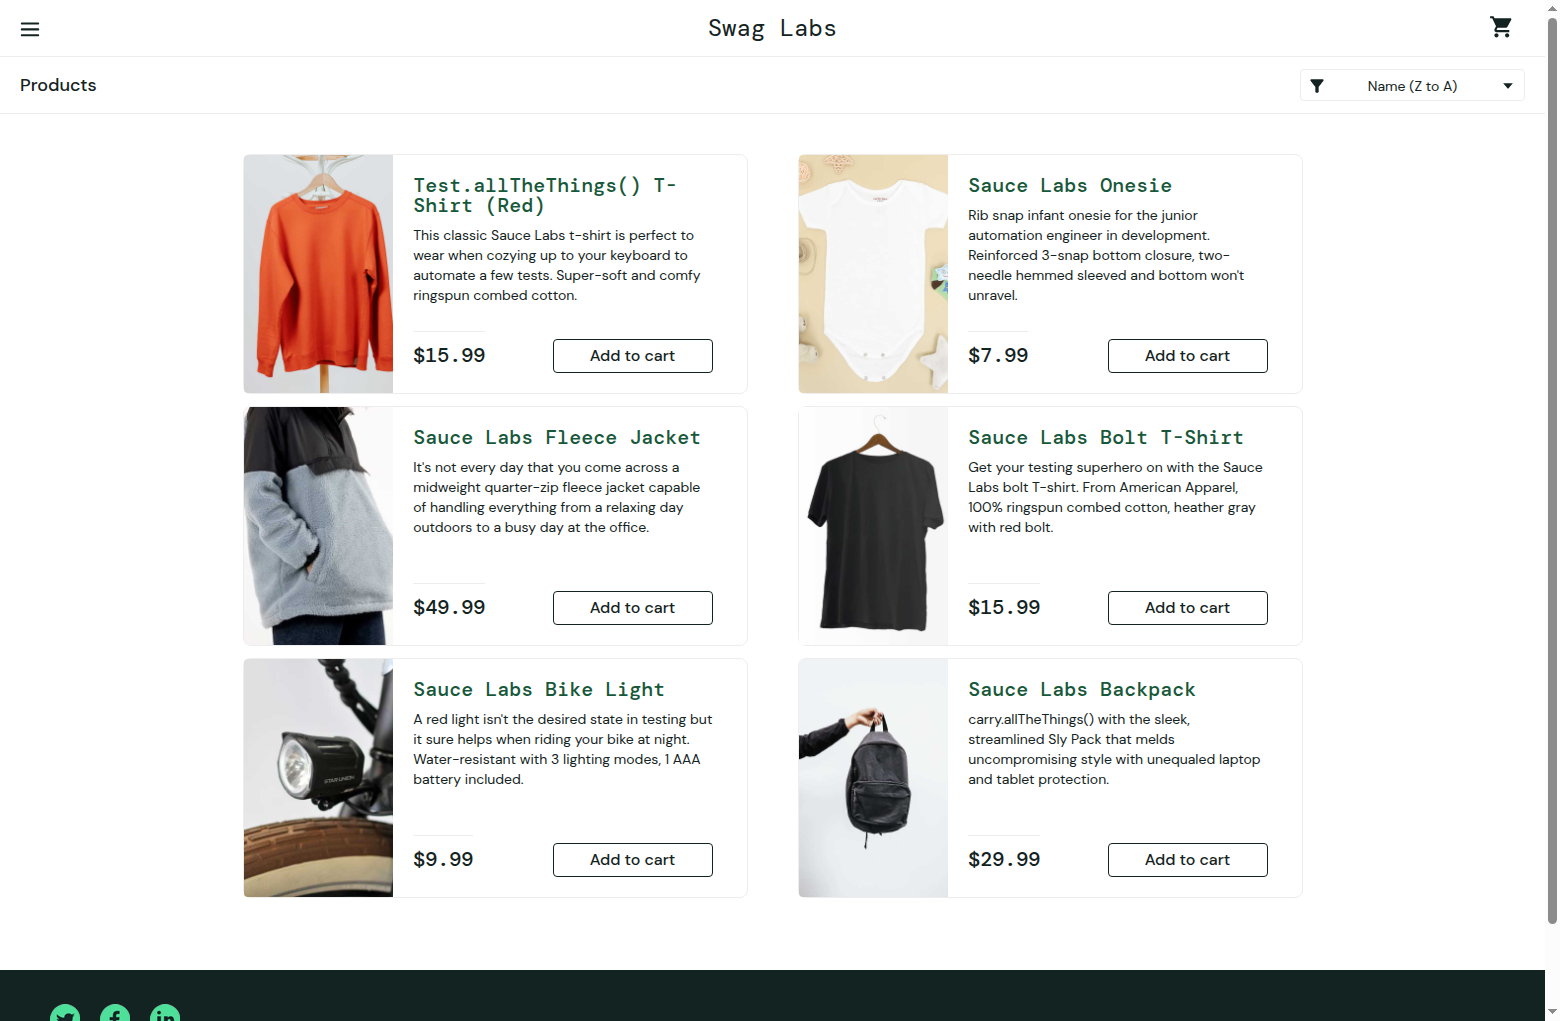 Swag Labs
Products
Name (Z to A)
Test.allTheThings() T-
Shirt (Red)
This classic Sauce Labs t-shirt is perfect to
wear when cozying up to your keyboard to
automate a few tests. Super-soft and comfy
ringspun combed cotton.
$15.99
Add to cart
Sauce Labs Onesie
Rib snap infant onesie for the junior
automation engineer in development.
Reinforced 3-snap bottom closure, two-
needle hemmed sleeved and bottom won't
unravel.
$7.99
Add to cart
Sauce Labs Fleece Jacket
It's not every day that you come across a
midweight quarter-zip fleece jacket capable
of handling everything from a relaxing day
outdoors to a busy day at the office.
$49.99
Add to cart
Sauce Labs Bolt T-Shirt
Get your testing superhero on with the Sauce
Labs bolt T-shirt. From American Apparel,
100% ringspun combed cotton, heather gray
with red bolt.
$15.99
Add to cart
Sauce Labs Bike Light
A red light isn't the desired state in testing but
it sure helps when riding your bike at night.
Water-resistant with 3 lighting modes, 1 AAA
battery included.
STAR UNION
$9.99
Add to cart
Sauce Labs Backpack
carry.allTheThings() with the sleek,
streamlined Sly Pack that melds
uncompromising style with unequaled laptop
and tablet protection.
$29.99
Add to cart